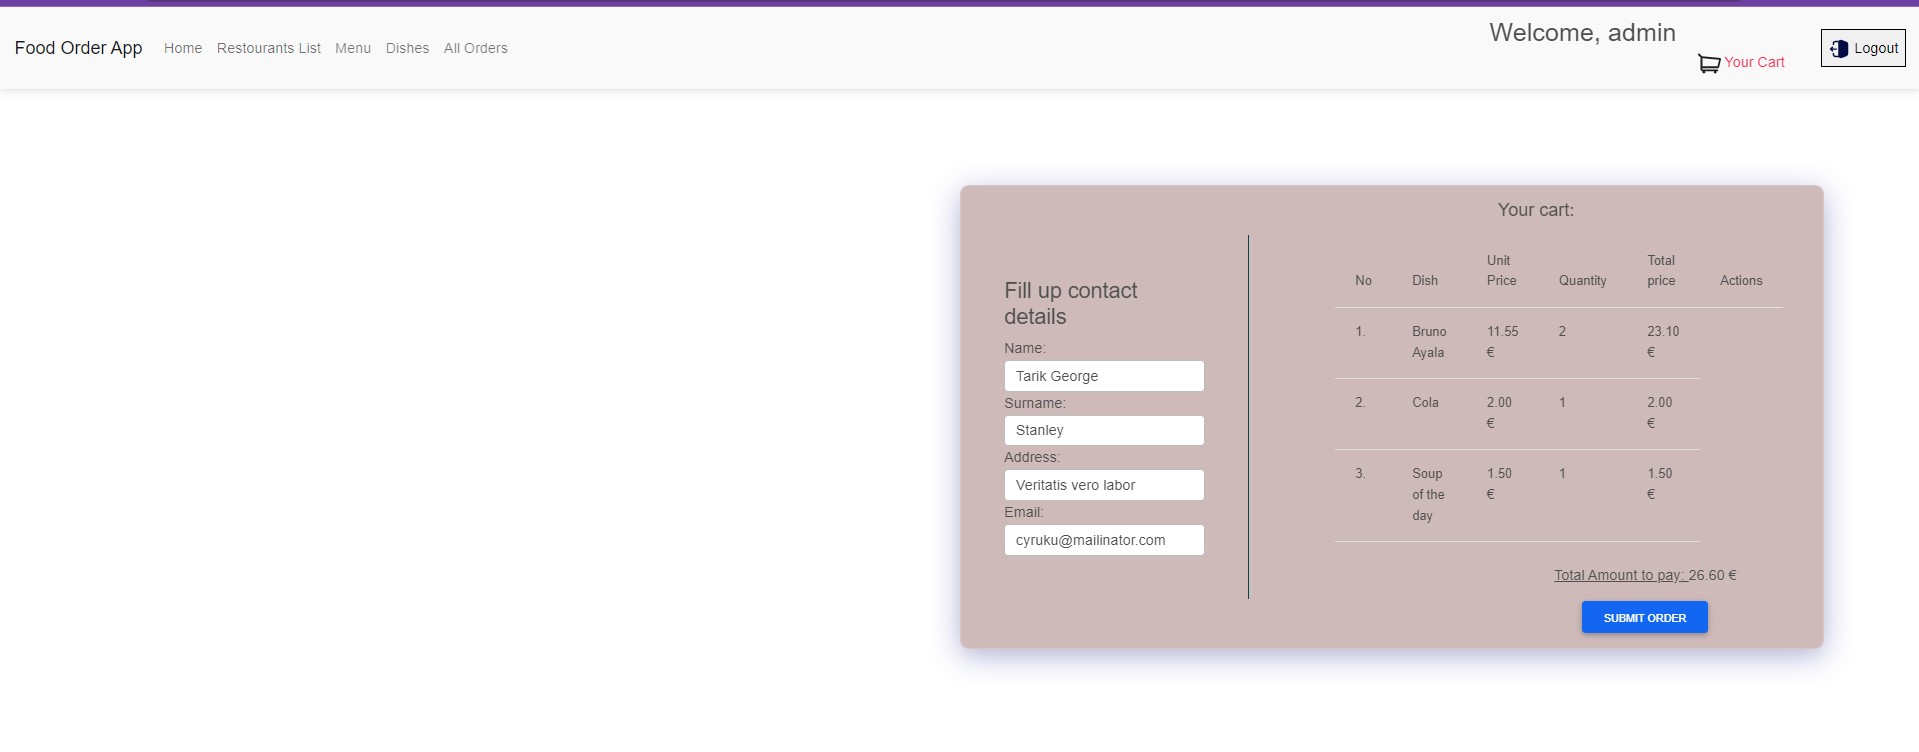 Food Order App Home Restourants List Menu Dishes All Orders
Welcome, admin
Your Cart
Logout
Fill up contact
details
Name:
Tarik George
Surname:
Stanley
Address:
Veritatis vero labor
Email:
cyruku@mailinator.com
Your cart:
No Dish Unit Price Quantity Total price Actions
1. Bruno Ayala 11.55 € 2 23.10 €
2. Cola 2.00 € 1 2.00 €
3. Soup of the day 1.50 € 1 1.50 €
Total Amount to pay: 26.60 €
SUBMIT ORDER